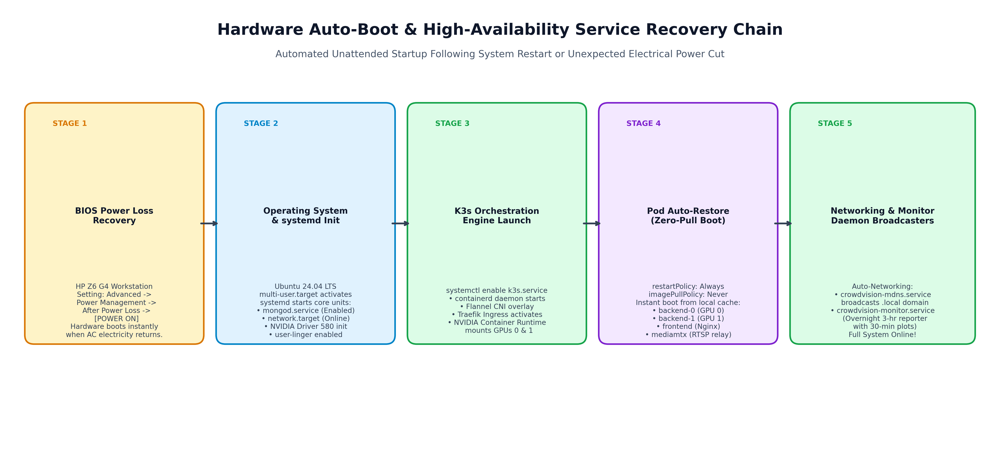 Hardware Auto-Boot & High-Availability Service Recovery Chain
Automated Unattended Startup Following System Restart or Unexpected Electrical Power Cut
STAGE 1
BIOS Power Loss
Recovery
HP Z6 G4 Workstation
Setting: Advanced ->
Power Management ->
After Power Loss ->
[POWER ON]
Hardware boots instantly
when AC electricity returns.
STAGE 2
Operating System
& systemd Init
Ubuntu 24.04 LTS
multi-user.target activates
systemd starts core units:
• mongod.service (Enabled)
• network.target (Online)
• NVIDIA Driver 580 init
• user-linger enabled
STAGE 3
K3s Orchestration
Engine Launch
systemctl enable k3s.service
• containerd daemon starts
• Flannel CNI overlay
• Traefik Ingress activates
• NVIDIA Container Runtime
mounts GPUs 0 & 1
STAGE 4
Pod Auto-Restore
(Zero-Pull Boot)
restartPolicy: Always
imagePullPolicy: Never
Instant boot from local cache:
• backend-0 (GPU 0)
• backend-1 (GPU 1)
• frontend (Nginx)
• mediamtx (RTSP relay)
STAGE 5
Networking & Monitor
Daemon Broadcasters
Auto-Networking:
• crowdvision-mdns.service
broadcasts .local domain
• crowdvision-monitor.service
(Overnight 3-hr reporter
with 30-min plots)
Full System Online!